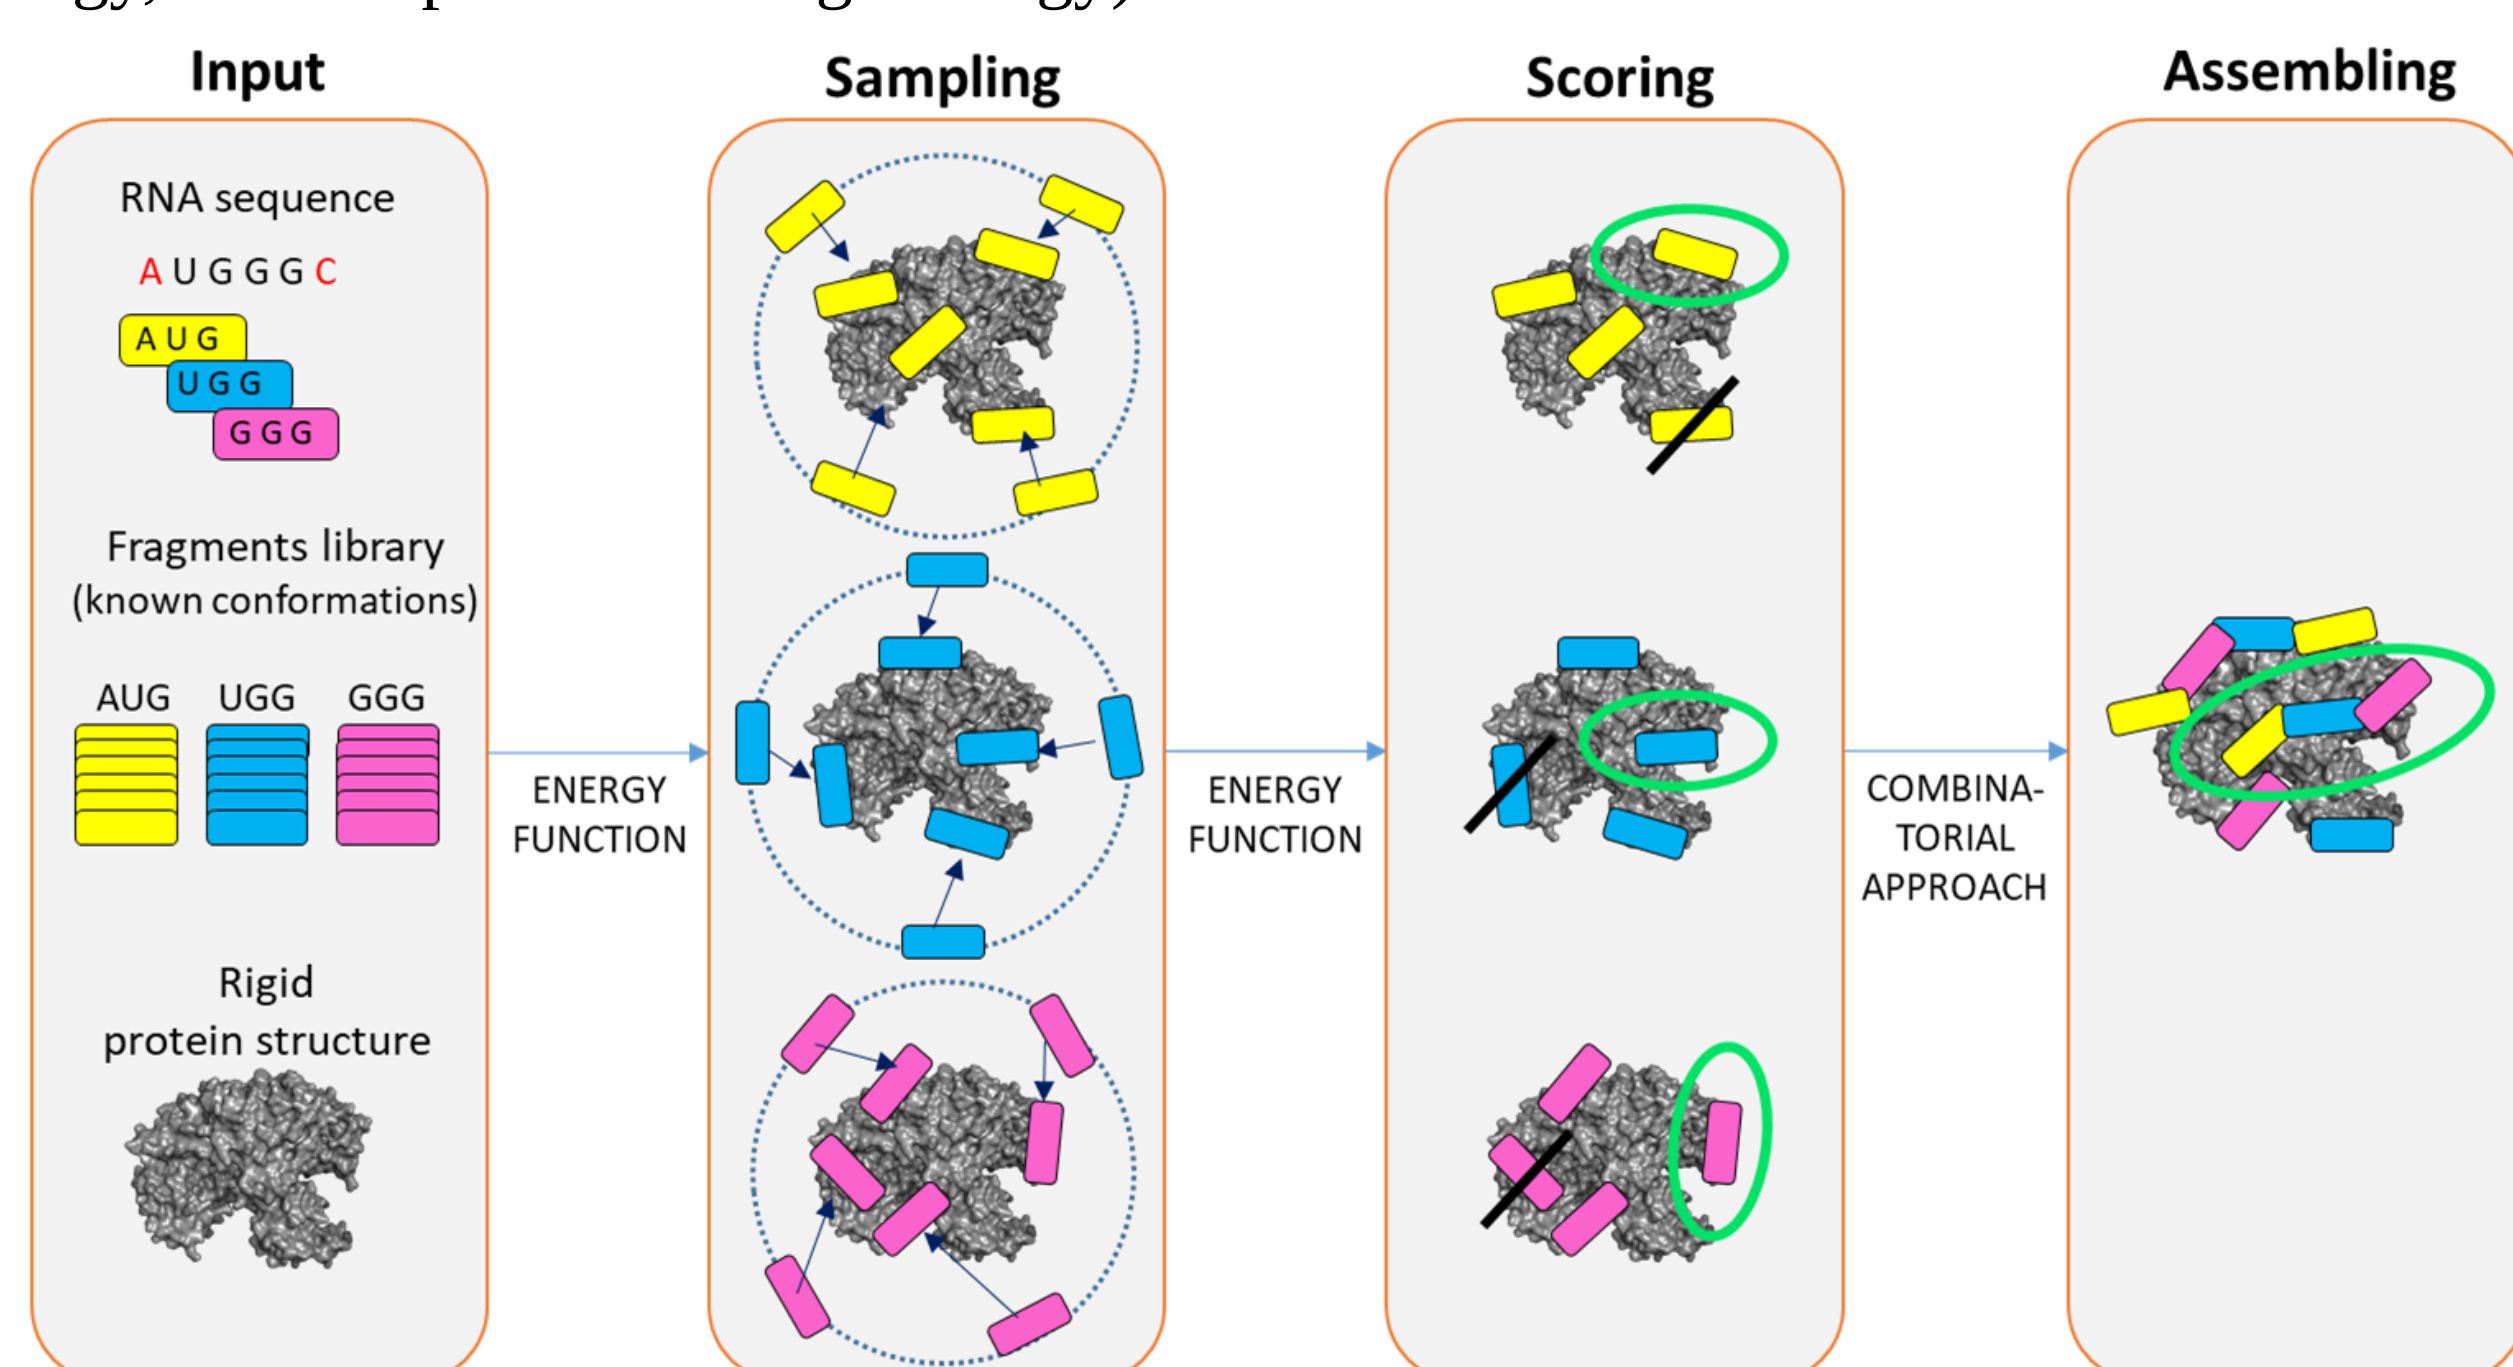 Input
Sampling
Scoring
Assembling
RNA sequence
A U G G G C
A U G
U G G
G G G
Fragments library
(known conformations)
AUG UGG GGG
Rigid
protein structure
ENERGY
FUNCTION
ENERGY
FUNCTION
COMBINA-
TORIAL
APPROACH